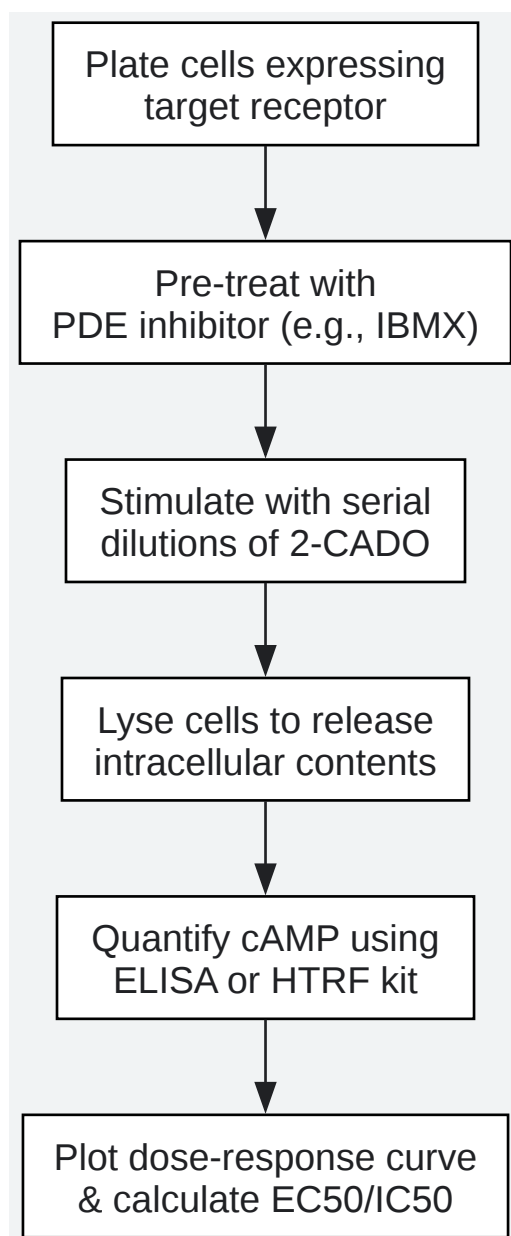 Plate cells expressing
target receptor
Pre-treat with
PDE inhibitor (e.g., IBMX)
Stimulate with serial
dilutions of 2-CADO
Lyse cells to release
intracellular contents
Quantify cAMP using
ELISA or HTRF kit
Plot dose-response curve
& calculate EC50/IC50